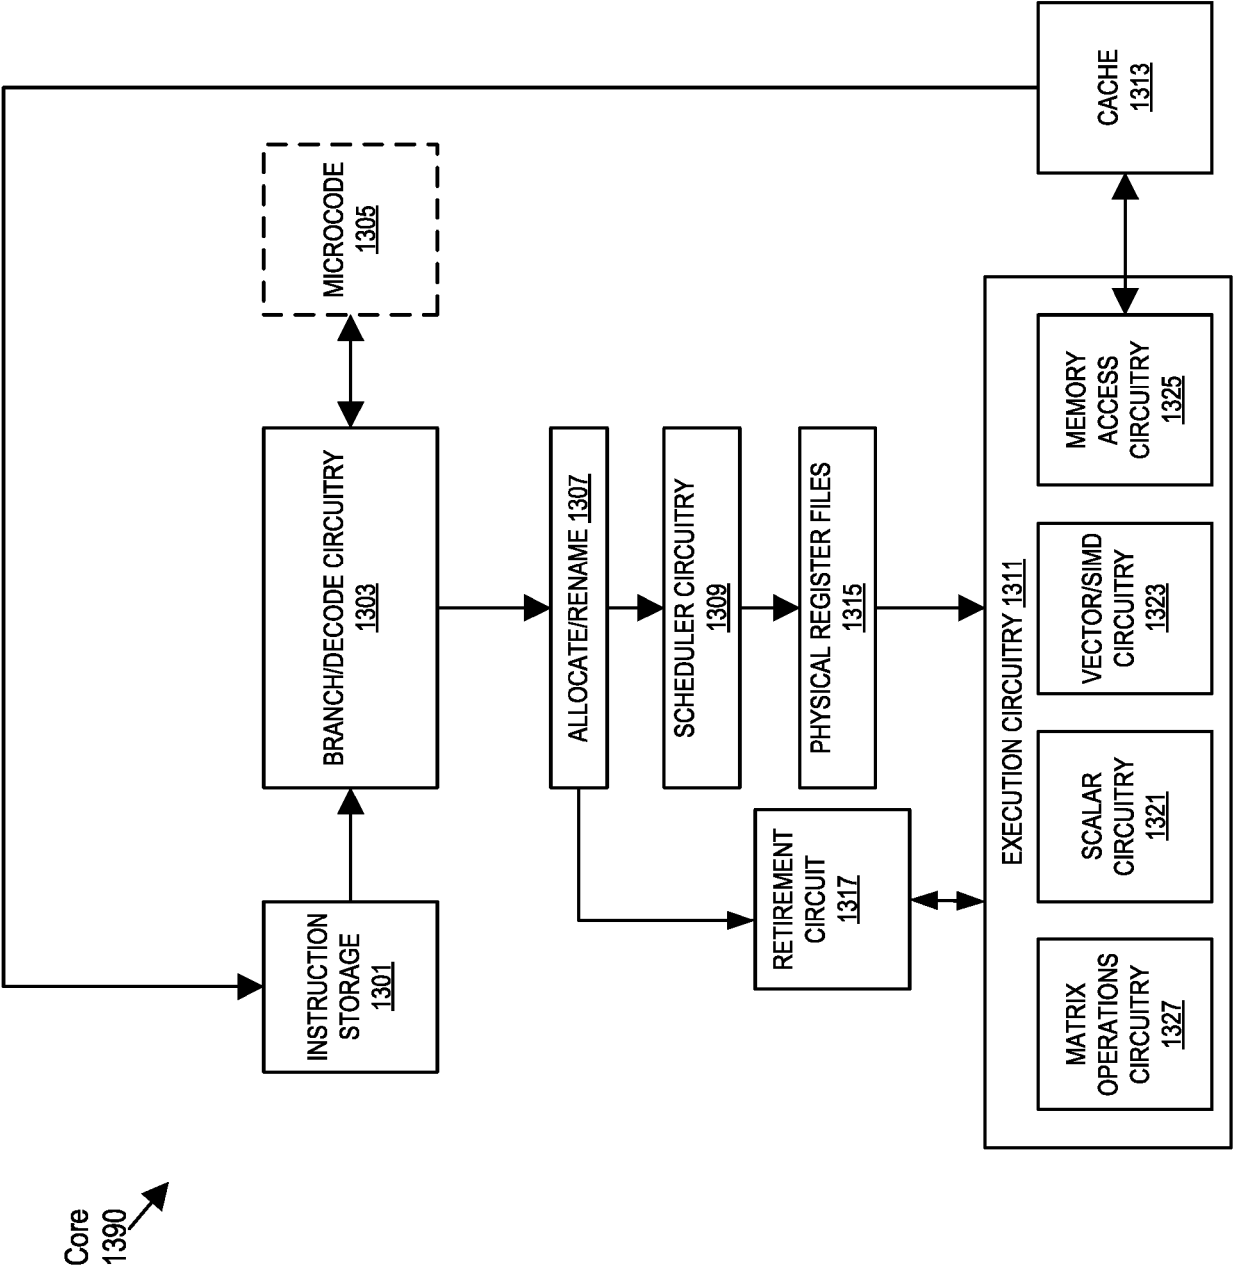 Core
1390
INSTRUCTION
STORAGE
1301
BRANCH/DECODE CIRCUITRY
1303
MICROCODE
1305
ALLOCATE/RENAME 1307
SCHEDULER CIRCUITRY
1309
PHYSICAL REGISTER FILES
1315
RETIREMENT
CIRCUIT
1317
EXECUTION CIRCUITRY 1311
MATRIX
OPERATIONS
CIRCUITRY
1327
SCALAR
CIRCUITRY
1321
VECTOR/SIMD
CIRCUITRY
1323
MEMORY
ACCESS
CIRCUITRY
1325
CACHE
1313